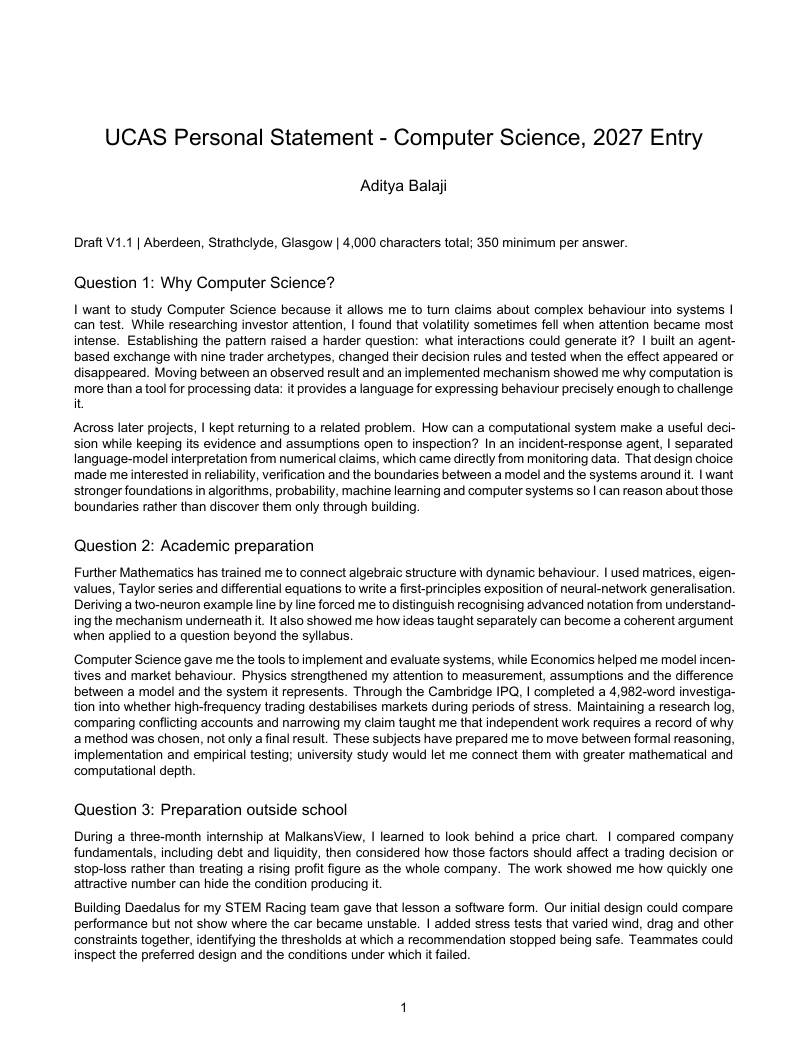 UCAS Personal Statement - Computer Science, 2027 Entry
Aditya Balaji
Draft V1.1 | Aberdeen, Strathclyde, Glasgow | 4,000 characters total; 350 minimum per answer.
Question 1: Why Computer Science?
I want to study Computer Science because it allows me to turn claims about complex behaviour into systems I
can test. While researching investor attention, I found that volatility sometimes fell when attention became most
intense. Establishing the pattern raised a harder question: what interactions could generate it? I built an agent-
based exchange with nine trader archetypes, changed their decision rules and tested when the effect appeared or
disappeared. Moving between an observed result and an implemented mechanism showed me why computation is
more than a tool for processing data: it provides a language for expressing behaviour precisely enough to challenge
it.
Across later projects, I kept returning to a related problem. How can a computational system make a useful deci-
sion while keeping its evidence and assumptions open to inspection? In an incident-response agent, I separated
language-model interpretation from numerical claims, which came directly from monitoring data. That design choice
made me interested in reliability, verification and the boundaries between a model and the systems around it. I want
stronger foundations in algorithms, probability, machine learning and computer systems so I can reason about those
boundaries rather than discover them only through building.
Question 2: Academic preparation
Further Mathematics has trained me to connect algebraic structure with dynamic behaviour. I used matrices, eigen-
values, Taylor series and differential equations to write a first-principles exposition of neural-network generalisation.
Deriving a two-neuron example line by line forced me to distinguish recognising advanced notation from understand-
ing the mechanism underneath it. It also showed me how ideas taught separately can become a coherent argument
when applied to a question beyond the syllabus.
Computer Science gave me the tools to implement and evaluate systems, while Economics helped me model incen-
tives and market behaviour. Physics strengthened my attention to measurement, assumptions and the difference
between a model and the system it represents. Through the Cambridge IPQ, I completed a 4,982-word investiga-
tion into whether high-frequency trading destabilises markets during periods of stress. Maintaining a research log,
comparing conflicting accounts and narrowing my claim taught me that independent work requires a record of why
a method was chosen, not only a final result. These subjects have prepared me to move between formal reasoning,
implementation and empirical testing; university study would let me connect them with greater mathematical and
computational depth.
Question 3: Preparation outside school
During a three-month internship at MalkansView, I learned to look behind a price chart. I compared company
fundamentals, including debt and liquidity, then considered how those factors should affect a trading decision or
stop-loss rather than treating a rising profit figure as the whole company. The work showed me how quickly one
attractive number can hide the condition producing it.
Building Daedalus for my STEM Racing team gave that lesson a software form. Our initial design could compare
performance but not show where the car became unstable. I added stress tests that varied wind, drag and other
constraints together, identifying the thresholds at which a recommendation stopped being safe. Teammates could
inspect the preferred design and the conditions under which it failed.
1